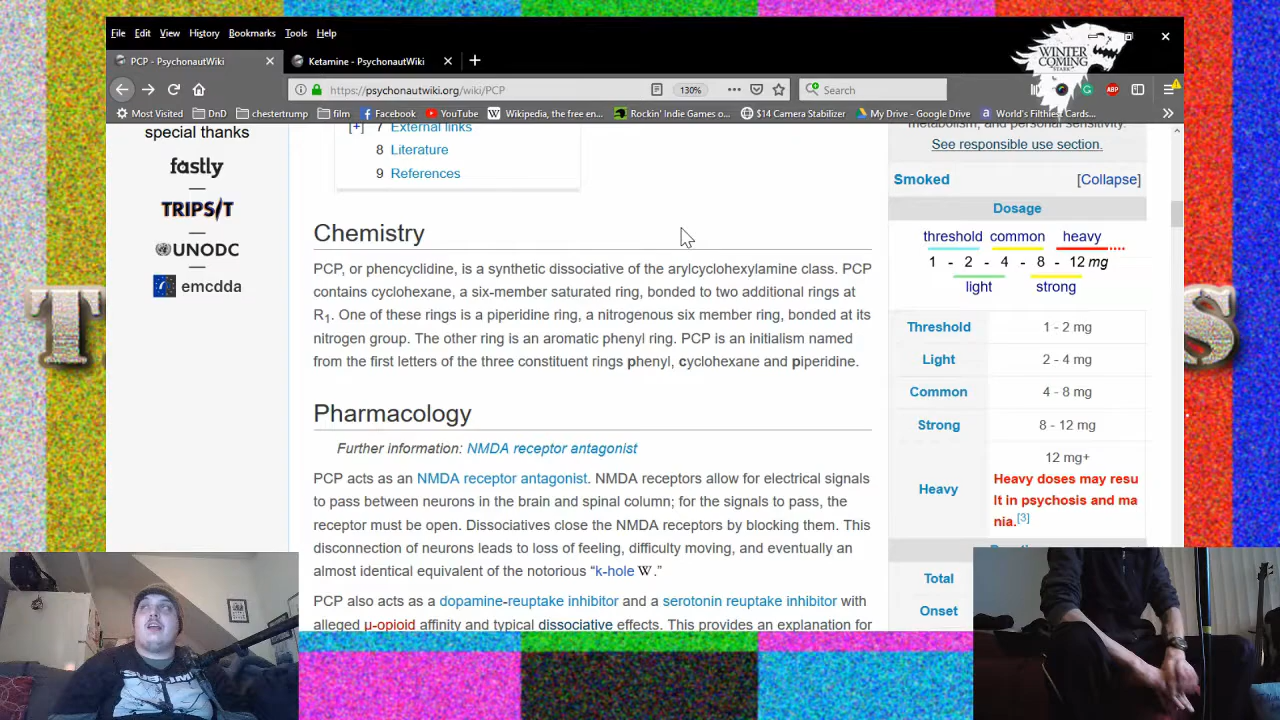 File Edit View History Bookmarks Tools Help
WINTER
COMING
STARK
PCP - PsychonautWiki
Ketamine - PsychonautWiki
https://psychonautwiki.org/wiki/PCP
130%
Search
ABP
Most Visited
DnD
film
Facebook
YouTube
Wikipedia, the free en...
chestertrump
Rockin' Indie Games o...
$14 Camera Stabilizer
My Drive - Google Drive
World's Filthiest Cards...
special thanks
fastly
TRIPSIT
UNODC
emcdda
[+] 7 External links
8 Literature
9 References
Chemistry
PCP, or phencyclidine, is a synthetic dissociative of the arylcyclohexylamine class. PCP
contains cyclohexane, a six-member saturated ring, bonded to two additional rings at
R1. One of these rings is a piperidine ring, a nitrogenous six member ring, bonded at its
nitrogen group. The other ring is an aromatic phenyl ring. PCP is an initialism named
from the first letters of the three constituent rings phenyl, cyclohexane and piperidine.
Pharmacology
Further information: NMDA receptor antagonist
PCP acts as an NMDA receptor antagonist. NMDA receptors allow for electrical signals
to pass between neurons in the brain and spinal column; for the signals to pass, the
receptor must be open. Dissociatives close the NMDA receptors by blocking them. This
disconnection of neurons leads to loss of feeling, difficulty moving, and eventually an
almost identical equivalent of the notorious “k-hole W.”
PCP also acts as a dopamine-reuptake inhibitor and a serotonin reuptake inhibitor with
alleged μ-opioid affinity and typical dissociative effects. This provides an explanation for
metabolism, and personal sensitivity.
See responsible use section.
Smoked [Collapse]
Dosage
threshold common heavy
1 - 2 - 4 - 8 - 12 mg
light strong
Threshold 1 - 2 mg
Light 2 - 4 mg
Common 4 - 8 mg
Strong 8 - 12 mg
Heavy 12 mg+
Heavy doses may resu
lt in psychosis and ma
nia.[3]
Total
Onset
T
S